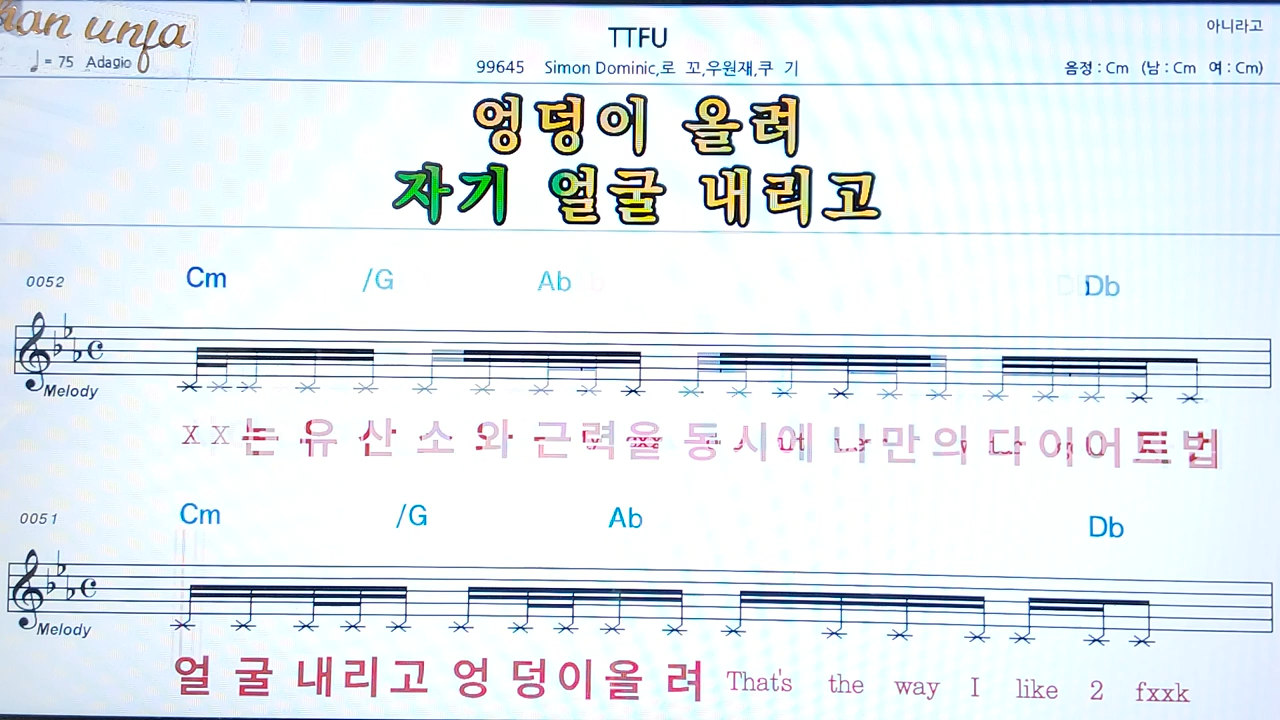 TTFU
아니라고
♩= 75 Adagio
99645 Simon Dominic,로 꼬,우원재,쿠 기
음정 : Cm (남 : Cm 여 : Cm)
엉덩이 올려
자기 얼굴 내리고
0052 Cm /G Ab Db
Melody
X X 는 유 산 소 와 근 력 을 동 시 에 나 만 의 다 이 어 트 법
0051 Cm /G Ab Db
Melody
얼 굴 내 리 고 엉 덩 이 올 려 That's the way I like 2 fxxk